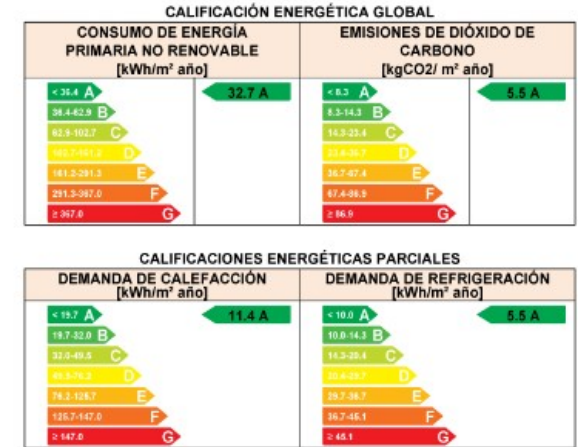 CALIFICACIÓN ENERGÉTICA GLOBAL
CONSUMO DE ENERGÍA
PRIMARIA NO RENOVABLE
[kWh/m² año]
EMISIONES DE DIÓXIDO DE
CARBONO
[kgCO2/ m² año]
< 36.4 A
32.7 A
36.4-62.9 B
62.9-102.7 C
D
161.2-291.3 E
291.3-367.0 F
≥ 367.0 G
< 8.3 A
5.5 A
8.3-14.3 B
14.3-23.4 C
D
36.7-67.4 E
67.4-86.9 F
≥ 86.9 G
CALIFICACIONES ENERGÉTICAS PARCIALES
DEMANDA DE CALEFACCIÓN
[kWh/m² año]
DEMANDA DE REFRIGERACIÓN
[kWh/m² año]
< 19.7 A
11.4 A
19.7-32.0 B
32.0-49.5 C
D
76.2-125.7 E
125.7-147.0 F
≥ 147.0 G
< 10.0 A
5.5 A
10.0-14.3 B
14.3-20.4 C
D
29.7-36.7 E
36.7-45.1 F
≥ 45.1 G